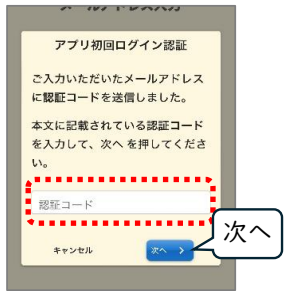 メールアドレス入力
アプリ初回ログイン認証
ご入力いただいたメールアドレス
に認証コードを送信しました。
本文に記載されている認証コード
を入力して、次へ を押してくださ
い。
認証コード
キャンセル
次へ
次へ